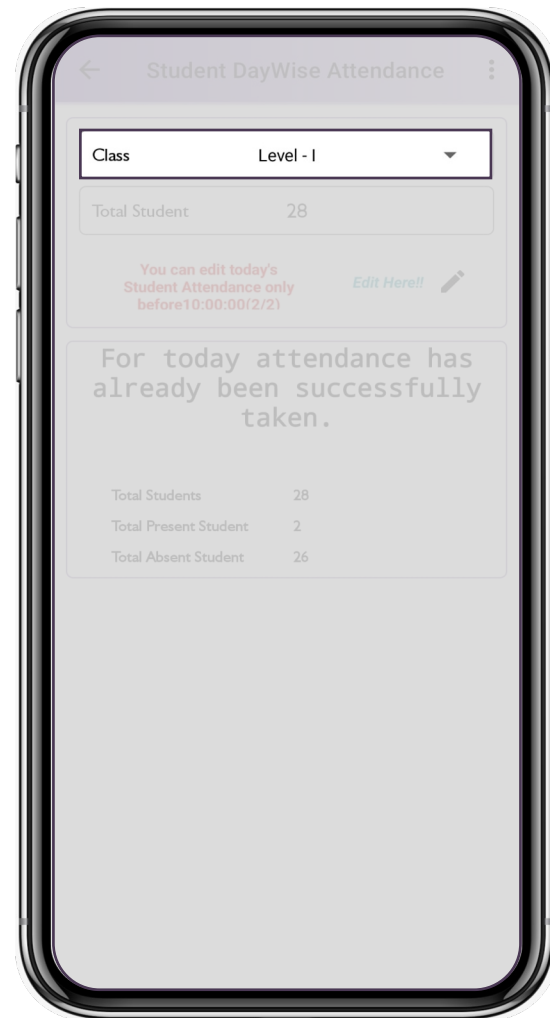 Student DayWise Attendance
Class Level - I
Total Student 28
You can edit today's
Student Attendance only
before10:00:00(2/2)
Edit Here!!
For today attendance has
already been successfully
taken.
Total Students 28
Total Present Student 2
Total Absent Student 26